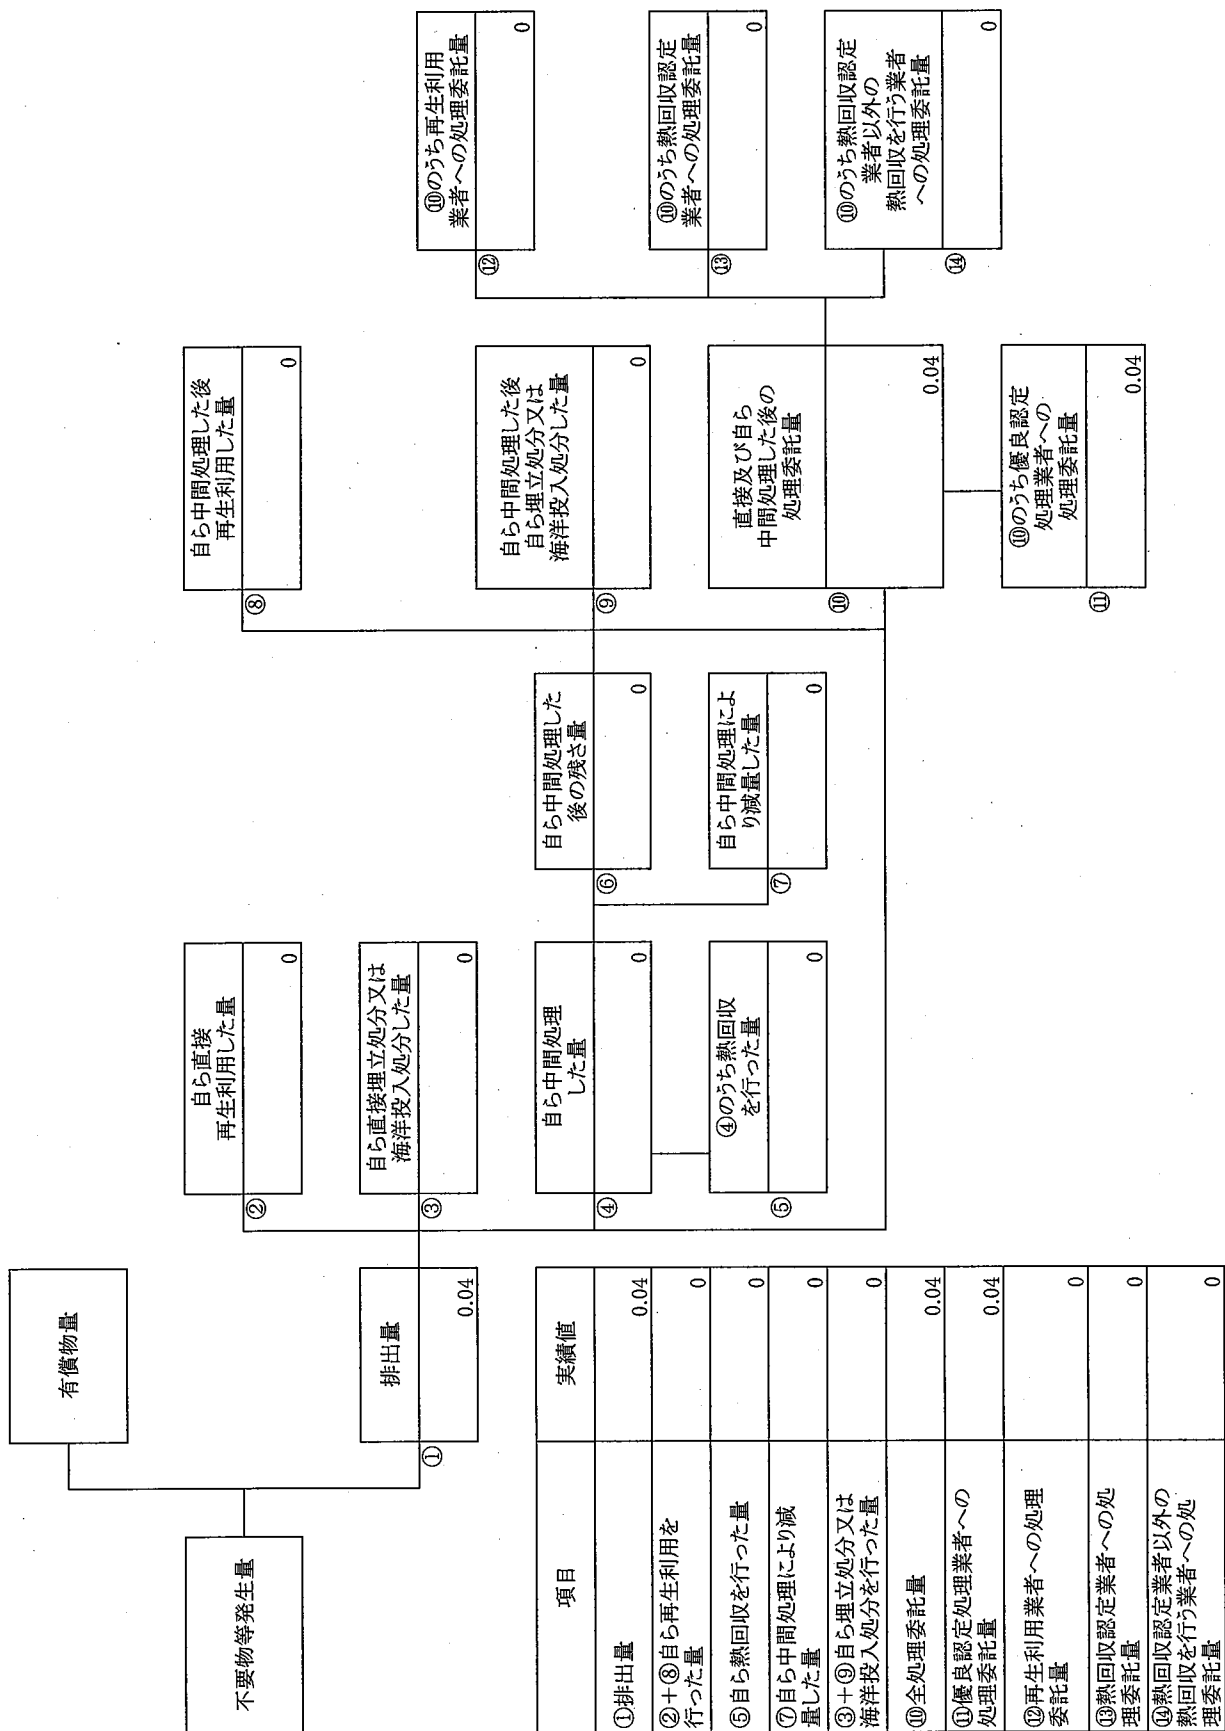 不要物等発生量
有償物量
①
排出量
0.04
②
自ら直接
再生利用した量
0
③
自ら直接埋立処分又は
海洋投入処分した量
0
④
自ら中間処理
した量
0
⑤
④のうち熱回収
を行った量
0
⑥
自ら中間処理した
後の残さ量
0
⑦
自ら中間処理によ
り減量した量
0
⑧
自ら中間処理した後
再生利用した量
0
⑨
自ら中間処理した後
自ら埋立処分又は
海洋投入処分した量
0
⑩
直接及び自ら
中間処理した後の
処理委託量
0.04
⑪
⑩のうち優良認定
処理業者への
処理委託量
0.04
⑫
⑩のうち再生利用
業者への処理委託量
0
⑬
⑩のうち熱回収認定
業者への処理委託量
0
⑭
⑩のうち熱回収認定
業者以外の
熱回収を行う業者
への処理委託量
0
項目 実績値
①排出量 0.04
②+⑧自ら再生利用を
行った量 0
⑤自ら熱回収を行った量 0
⑦自ら中間処理により減
量した量 0
③+⑨自ら埋立処分又は
海洋投入処分を行った量 0
⑩全処理委託量 0.04
⑪優良認定処理業者への
処理委託量 0.04
⑫再生利用業者への処理
委託量 0
⑬熱回収認定業者への処
理委託量 0
⑭熱回収認定業者以外の
熱回収を行う業者への処
理委託量 0